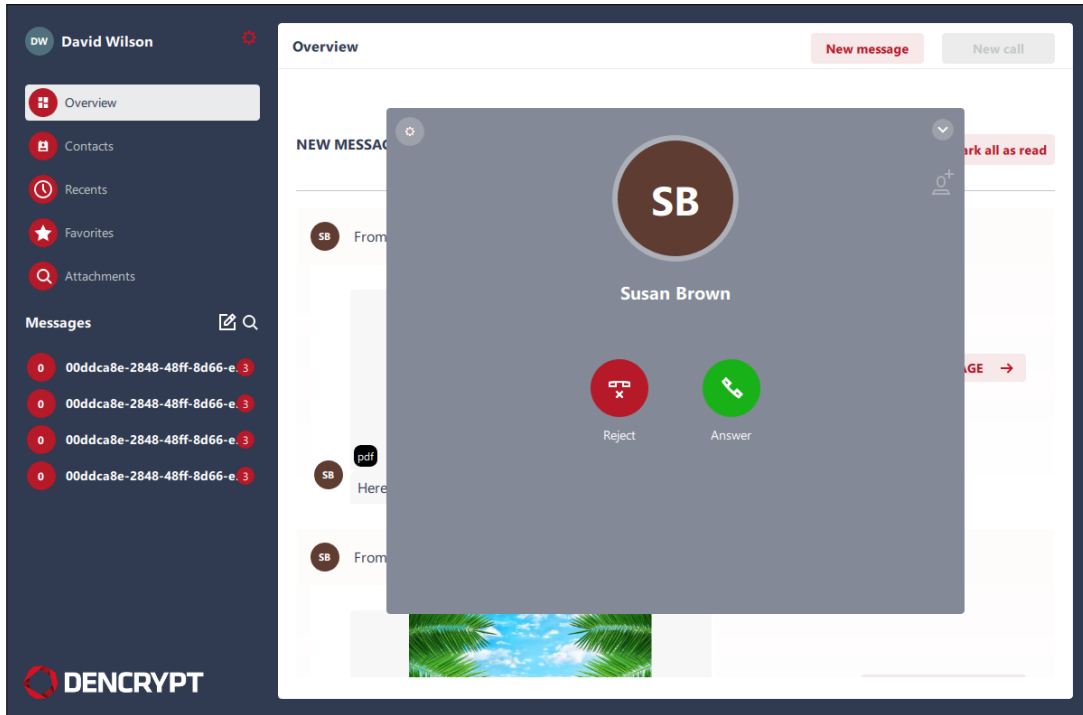 DW David Wilson
Overview
New message
New call
Overview
Contacts
Recents
Favorites
Attachments
Messages
0 00ddca8e-2848-48ff-8d66-e. 3
0 00ddca8e-2848-48ff-8d66-e. 3
0 00ddca8e-2848-48ff-8d66-e. 3
0 00ddca8e-2848-48ff-8d66-e. 3
DENCRYPT
NEW MESSA
ark all as read
SB From
AGE
pdf
SB
Here
SB From
SB
Susan Brown
Reject
Answer